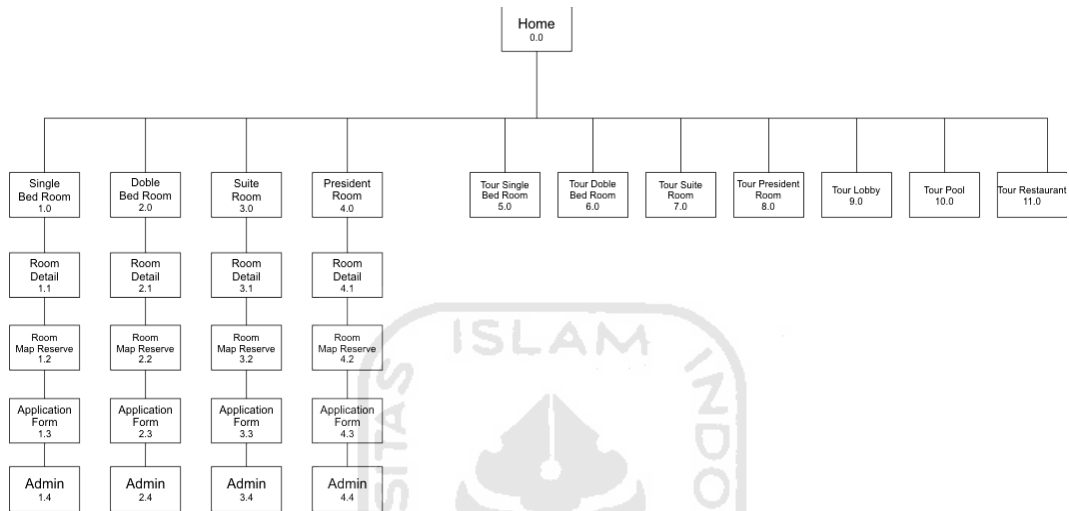 Home
0.0
Single
Bed Room
1.0
Doble
Bed Room
2.0
Suite
Room
3.0
President
Room
4.0
Tour Single
Bed Room
5.0
Tour Doble
Bed Room
6.0
Tour Suite
Room
7.0
Tour President
Room
8.0
Tour Lobby
9.0
Tour Pool
10.0
Tour Restaurant
11.0
Room
Detail
1.1
Room
Detail
2.1
Room
Detail
3.1
Room
Detail
4.1
Room
Map Reserve
1.2
Room
Map Reserve
2.2
Room
Map Reserve
3.2
Room
Map Reserve
4.2
Application
Form
1.3
Application
Form
2.3
Application
Form
3.3
Application
Form
4.3
Admin
1.4
Admin
2.4
Admin
3.4
Admin
4.4
SITAS ISLAM INDO